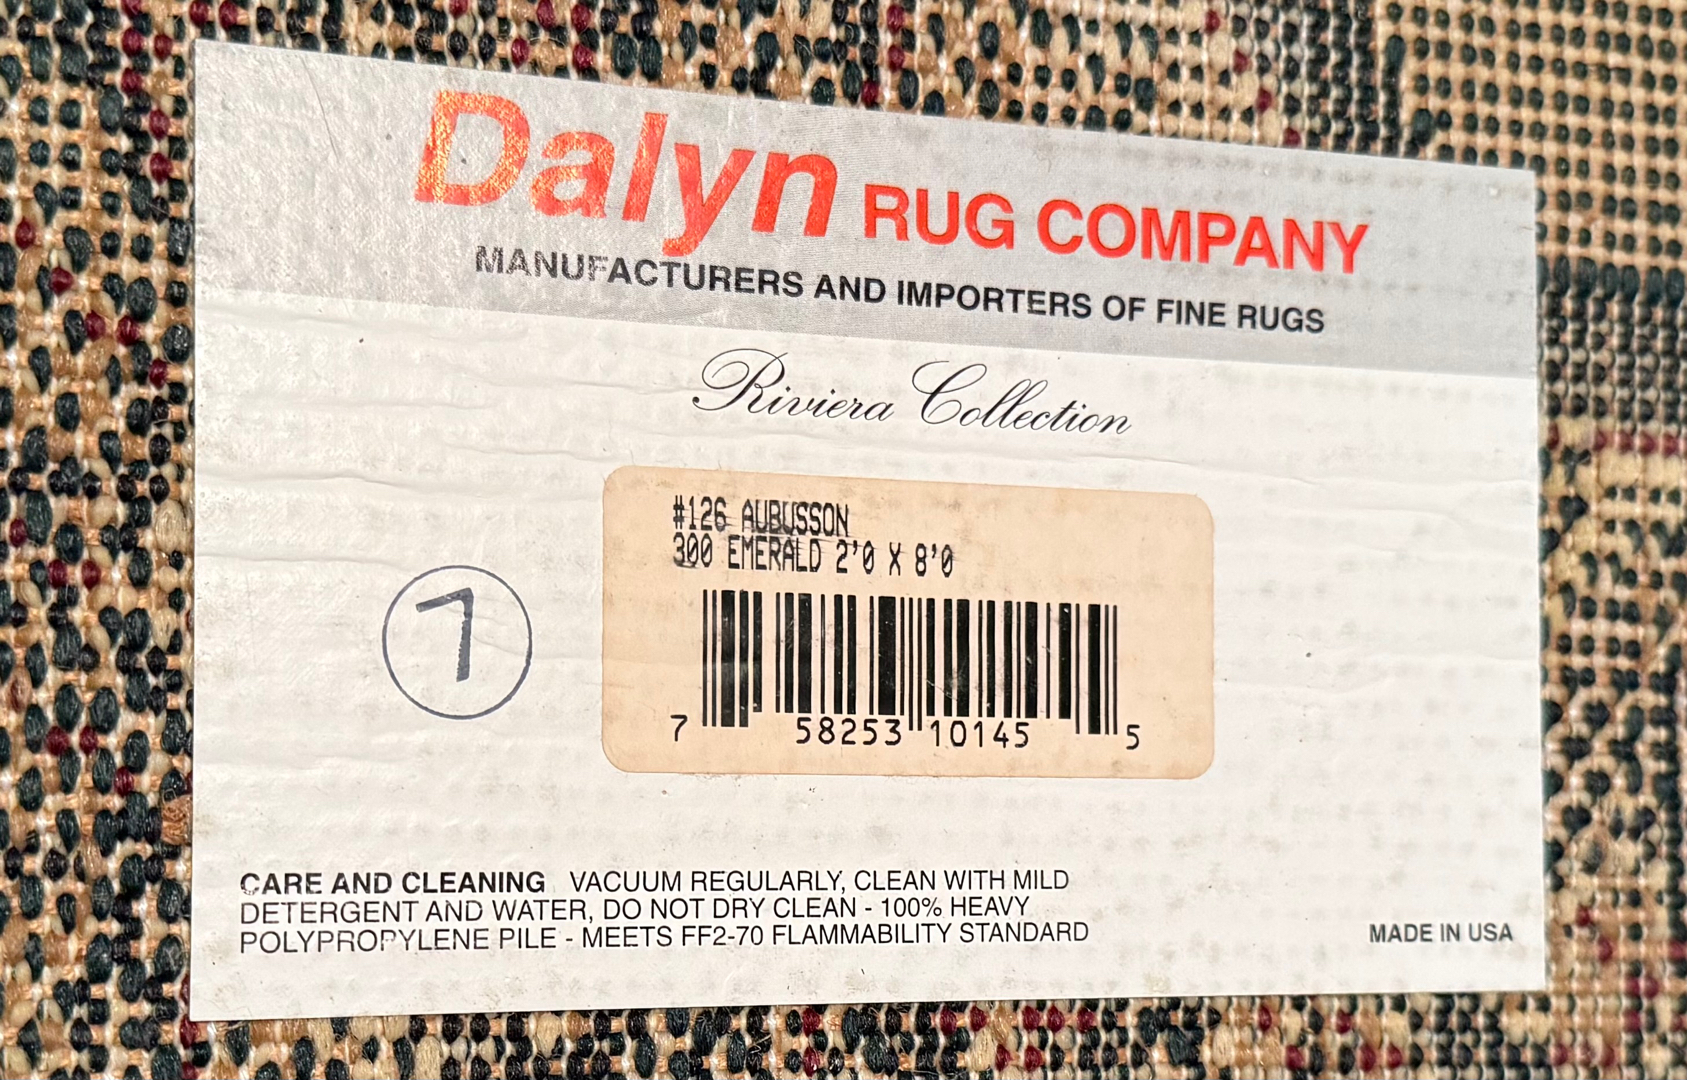 Dalyn RUG COMPANY
MANUFACTURERS AND IMPORTERS OF FINE RUGS
Riviera Collection
#126 AUBUSSON
300 EMERALD 2'0 X 8'0
7
7 58253 10145 5
CARE AND CLEANING VACUUM REGULARLY, CLEAN WITH MILD
DETERGENT AND WATER, DO NOT DRY CLEAN - 100% HEAVY
POLYPROPYLENE PILE - MEETS FF2-70 FLAMMABILITY STANDARD
MADE IN USA